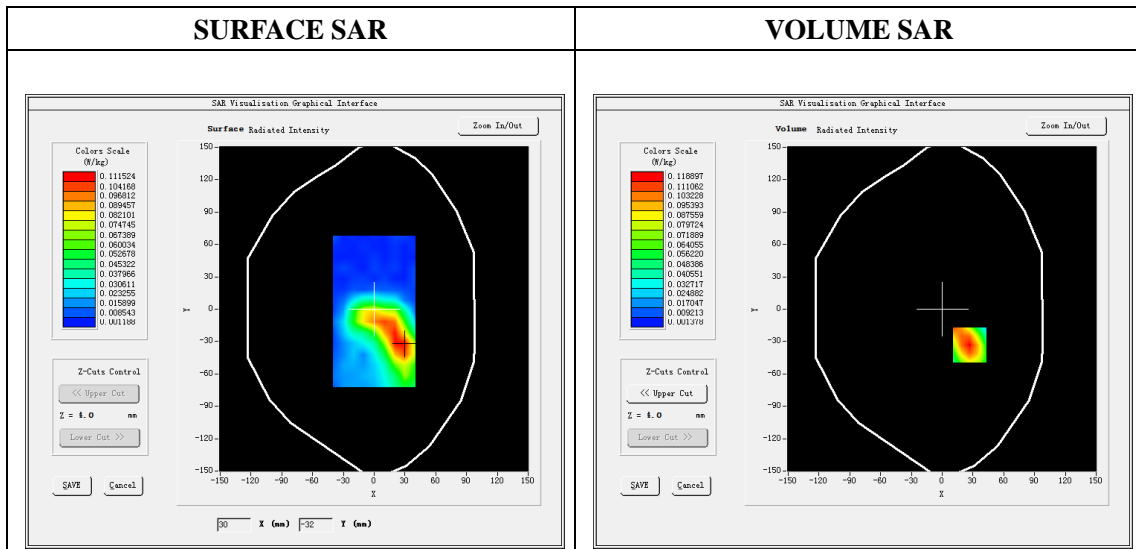 SURFACE SAR
VOLUME SAR
SAR Visualisation Graphical Interface
Surface Radiated Intensity
Zoom In/Out
Colors Scale
(W/kg)
0.111524
0.104168
0.096812
0.089457
0.082101
0.074745
0.067389
0.060034
0.052678
0.045322
0.037966
0.030611
0.023255
0.015899
0.008543
0.001188
150
120
90
60
30
0
-30
-60
-90
-120
-150
Y
-150 -120 -90 -60 -30 0 30 60 90 120 150
X
Z-Cuts Control
<< Upper Cut
Z = 4.0 mm
Lower Cut >>
SAVE Cancel
30 X (mm) -32 Y (mm)
SAR Visualisation Graphical Interface
Volume Radiated Intensity
Zoom In/Out
Colors Scale
(W/kg)
0.118897
0.111062
0.103228
0.095393
0.087559
0.079724
0.071889
0.064055
0.056220
0.048386
0.040551
0.032717
0.024882
0.017047
0.009213
0.001378
150
120
90
60
30
0
-30
-60
-90
-120
-150
Y
-150 -120 -90 -60 -30 0 30 60 90 120 150
X
Z-Cuts Control
<< Upper Cut
Z = 4.0 mm
Lower Cut >>
SAVE Cancel